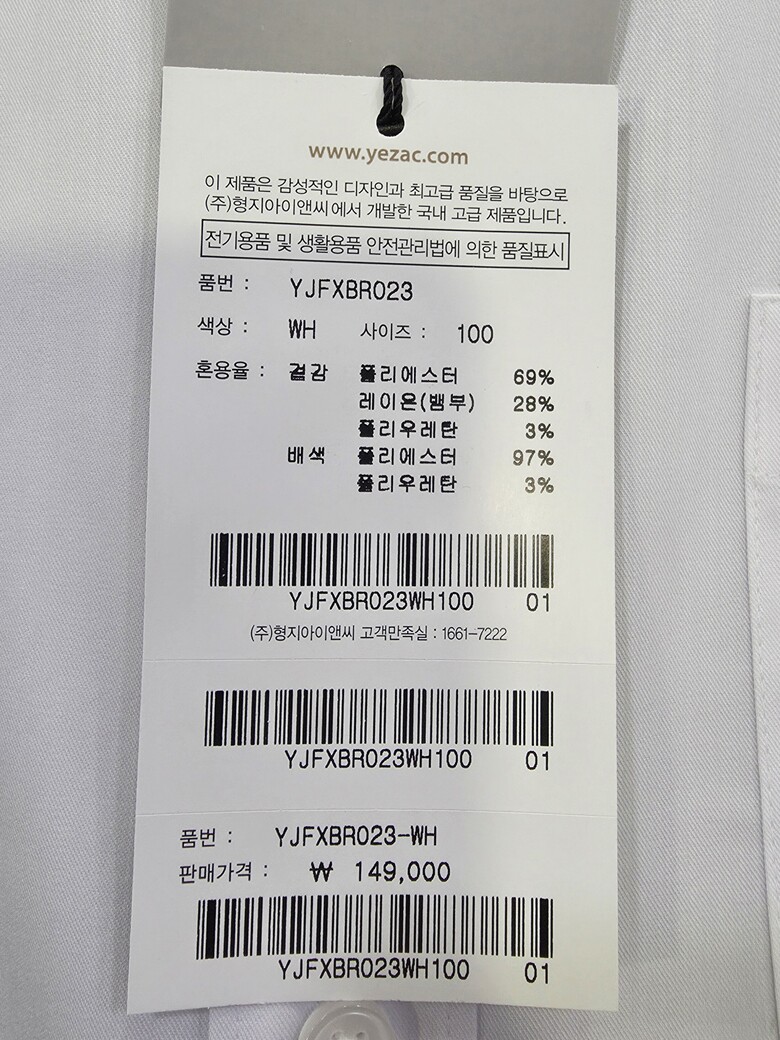 www.yezac.com
이 제품은 감성적인 디자인과 최고급 품질을 바탕으로
(주)형지아이앤씨에서 개발한 국내 고급 제품입니다.
전기용품 및 생활용품 안전관리법에 의한 품질표시
품번 : YJFXBR023
색상 : WH 사이즈 : 100
혼용율 : 겉감 폴리에스터 69%
레이온(뱀부) 28%
폴리우레탄 3%
배색 폴리에스터 97%
폴리우레탄 3%
YJFXBR023WH100 01
(주)형지아이앤씨 고객만족실 : 1661-7222
YJFXBR023WH100 01
품번 : YJFXBR023-WH
판매가격 : ₩ 149,000
YJFXBR023WH100 01